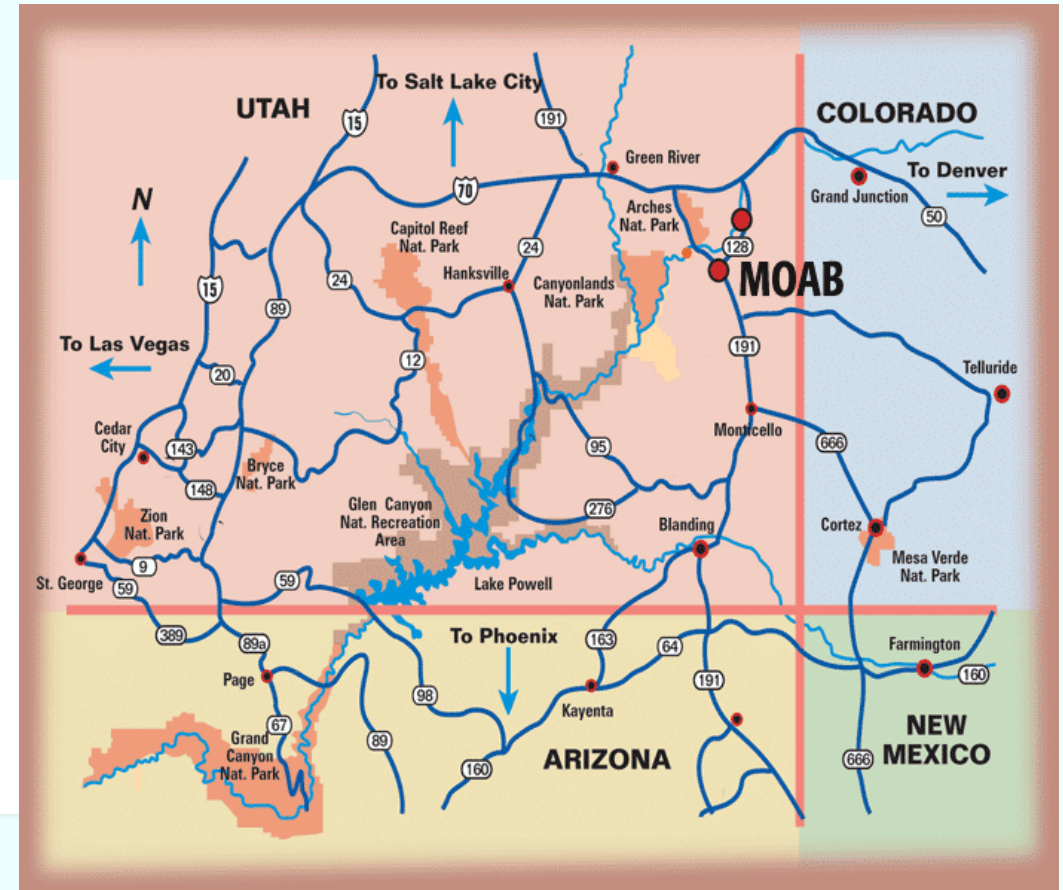 To Salt Lake City
UTAH
15
191
COLORADO
Green River
To Denver
Grand Junction
50
N
70
Arches
Nat. Park
Capitol Reef
Nat. Park
24
128
Hanksville
Canyonlands
Nat. Park
MOAB
24
15
89
To Las Vegas
12
191
20
Telluride
Cedar
City
143
Monticello
666
95
Bryce
Nat. Park
148
Glen Canyon
Nat. Recreation
Area
276
Zion
Nat. Park
Blanding
Cortez
9
Mesa Verde
Nat. Park
St. George
59
59
Lake Powell
389
89a
To Phoenix
163
64
Farmington
160
Page
98
191
Kayenta
67
Grand
Canyon
Nat. Park
89
NEW
MEXICO
ARIZONA
160
666